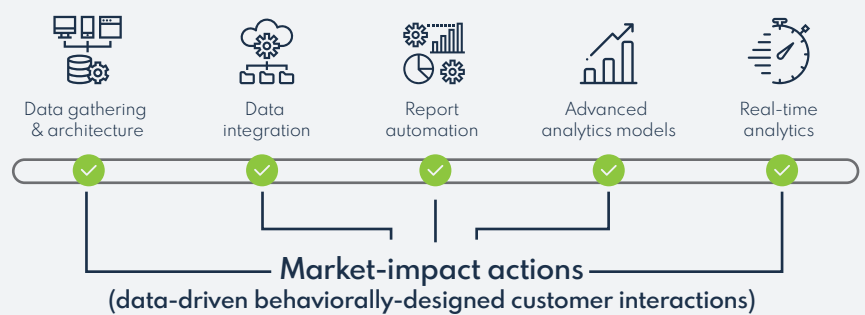 Data gathering
& architecture
Data
integration
Report
automation
Advanced
analytics models
Real-time
analytics
Market-impact actions
(data-driven behaviorally-designed customer interactions)